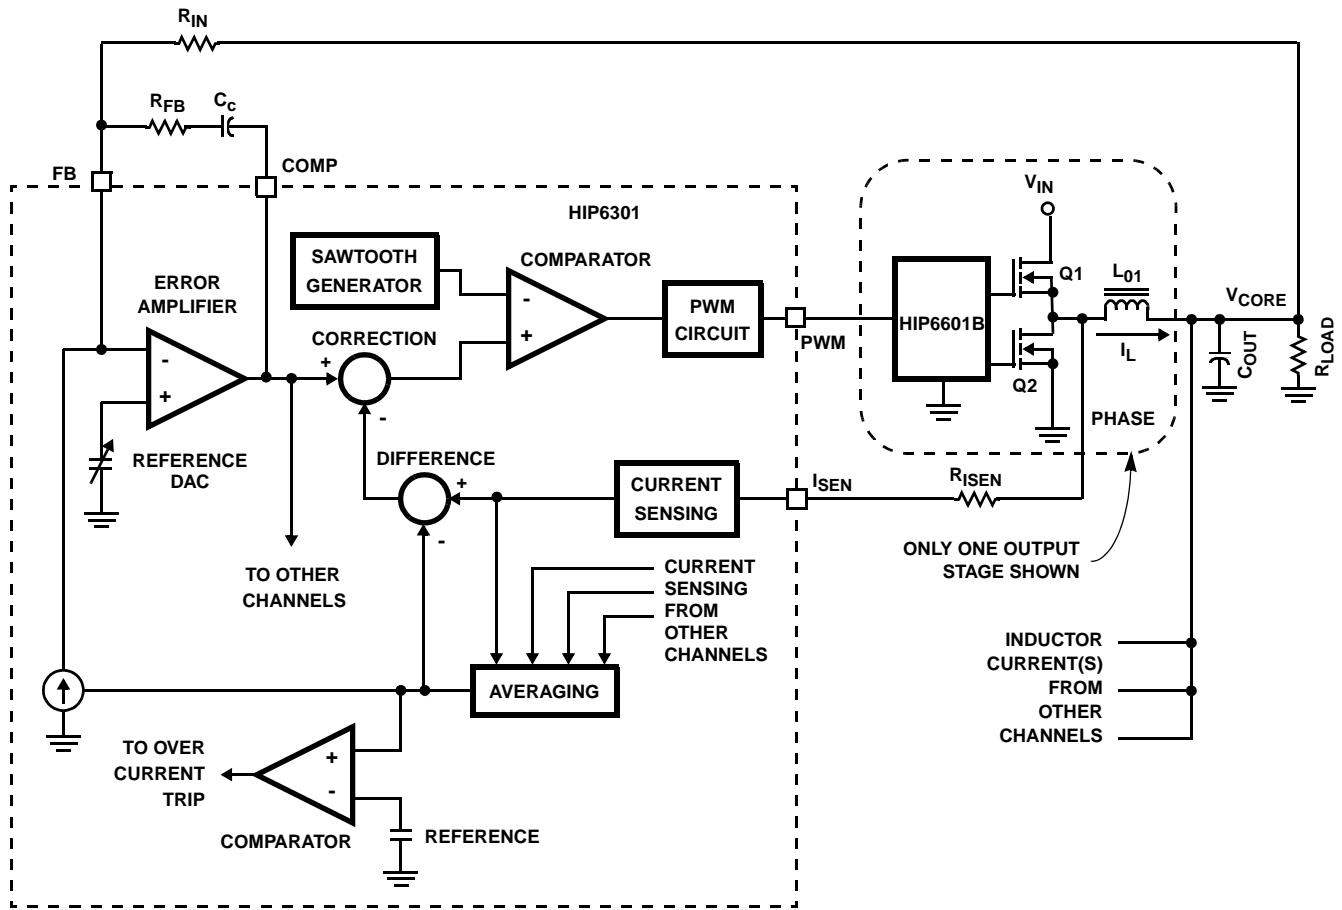 RIN
RFB
Cc
FB
COMP
HIP6301
SAWTOOTH
GENERATOR
COMPARATOR
-
+
PWM
CIRCUIT
PWM
VIN
HIP6601B
Q1
Q2
L01
IL
VCORE
COUT
RLOAD
PHASE
ERROR
AMPLIFIER
-
+
CORRECTION
+
-
REFERENCE
DAC
DIFFERENCE
+
-
CURRENT
SENSING
ISEN
RISEN
ONLY ONE OUTPUT
STAGE SHOWN
TO OTHER
CHANNELS
CURRENT
SENSING
FROM
OTHER
CHANNELS
AVERAGING
INDUCTOR
CURRENT(S)
FROM
OTHER
CHANNELS
TO OVER
CURRENT
TRIP
+
-
COMPARATOR
REFERENCE